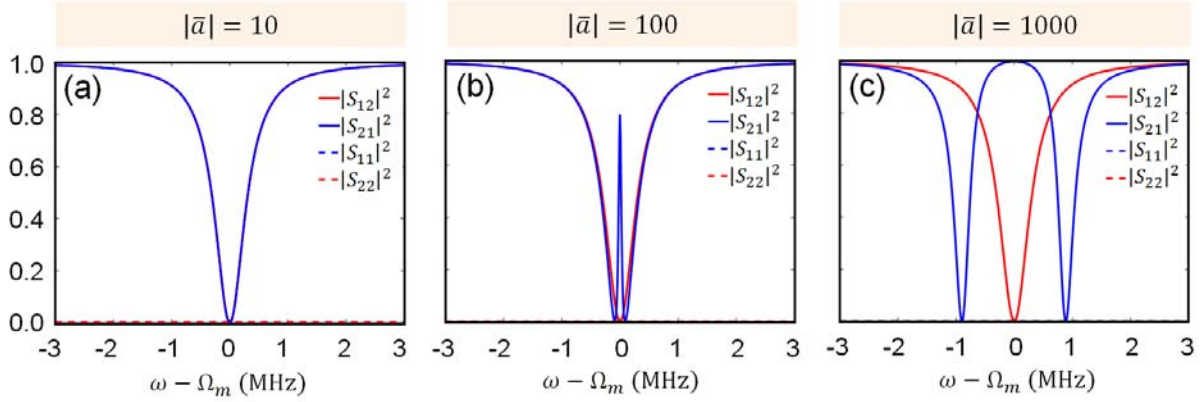 |ā| = 10
|ā| = 100
|ā| = 1000
(a)
|S₁₂|²
|S₂₁|²
|S₁₁|²
|S₂₂|²
1.0
0.8
0.6
0.4
0.2
0.0
-3 -2 -1 0 1 2 3
ω − Ωₘ (MHz)
(b)
|S₁₂|²
|S₂₁|²
|S₁₁|²
|S₂₂|²
-3 -2 -1 0 1 2 3
ω − Ωₘ (MHz)
(c)
|S₁₂|²
|S₂₁|²
|S₁₁|²
|S₂₂|²
-3 -2 -1 0 1 2 3
ω − Ωₘ (MHz)